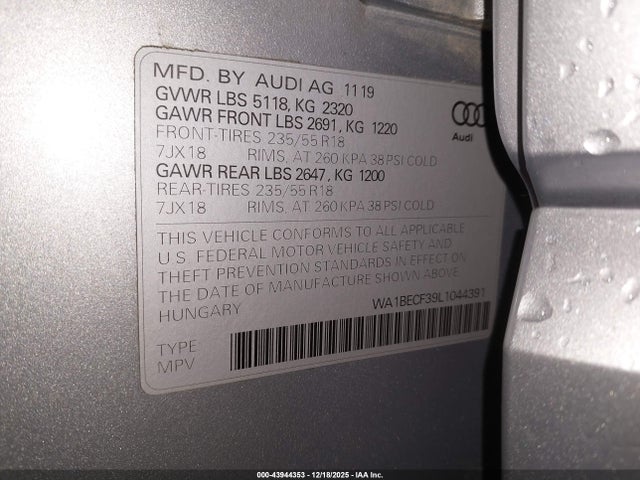 MFD. BY AUDI AG 11 19
GVWR LBS 5118, KG 2320
GAWR FRONT LBS 2691, KG 1220
FRONT-TIRES 235/55 R18
7JX18 RIMS, AT 260 KPA 38 PSI COLD
GAWR REAR LBS 2647, KG 1200
REAR-TIRES 235/55 R18
7JX18 RIMS, AT 260 KPA 38 PSI COLD
Audi
THIS VEHICLE CONFORMS TO ALL APPLICABLE
U.S. FEDERAL MOTOR VEHICLE SAFETY AND
THEFT PREVENTION STANDARDS IN EFFECT ON
THE DATE OF MANUFACTURE SHOWN ABOVE.
HUNGARY
WA1BECF39L1044391
TYPE
MPV
000-43944353 - 12/18/2025 - IAA Inc.